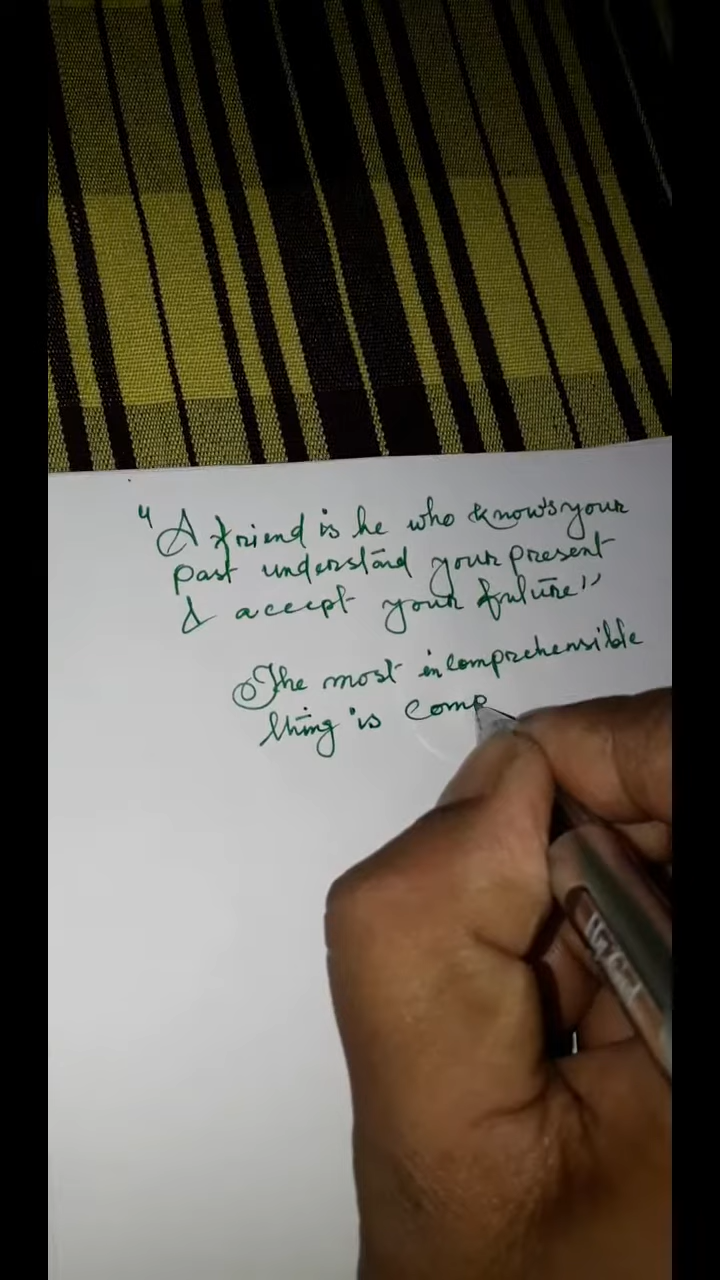 "A friend is he who knows your
past understand your present
& accept your future"
The most incomprehensible
thing is comp